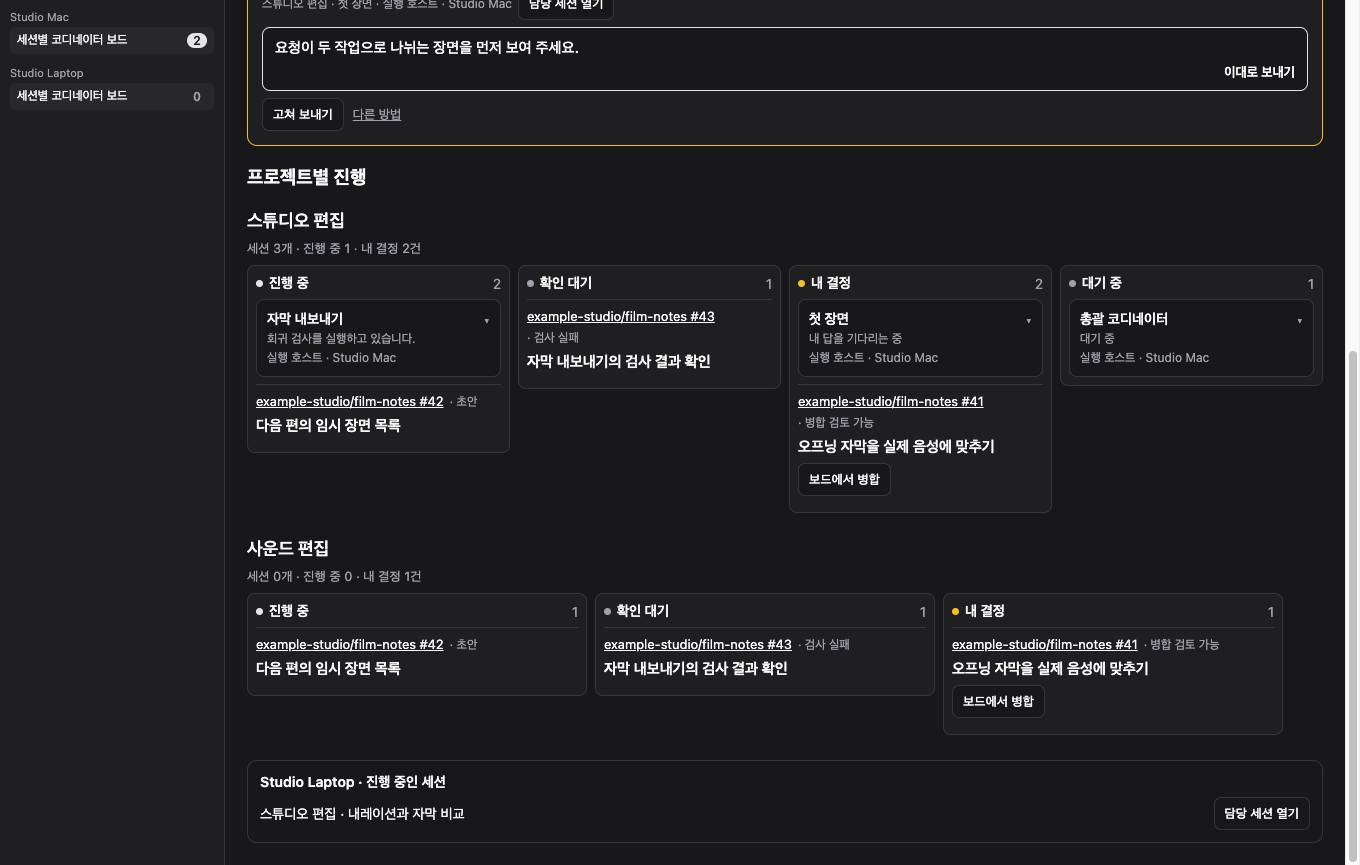 Studio Mac
세션별 코디네이터 보드 2
Studio Laptop
세션별 코디네이터 보드 0
스튜디오 편집 · 첫 장면 · 실행 호스트 · Studio Mac 담당 세션 열기
요청이 두 작업으로 나뉘는 장면을 먼저 보여 주세요.
이대로 보내기
고쳐 보내기 다른 방법
프로젝트별 진행
스튜디오 편집
세션 3개 · 진행 중 1 · 내 결정 2건
진행 중 2
자막 내보내기
회귀 검사를 실행하고 있습니다.
실행 호스트 · Studio Mac
example-studio/film-notes #42 · 초안
다음 편의 임시 장면 목록
확인 대기 1
example-studio/film-notes #43
· 검사 실패
자막 내보내기의 검사 결과 확인
내 결정 2
첫 장면
내 답을 기다리는 중
실행 호스트 · Studio Mac
example-studio/film-notes #41
· 병합 검토 가능
오프닝 자막을 실제 음성에 맞추기
보드에서 병합
대기 중 1
총괄 코디네이터
대기 중
실행 호스트 · Studio Mac
사운드 편집
세션 0개 · 진행 중 0 · 내 결정 1건
진행 중 1
example-studio/film-notes #42 · 초안
다음 편의 임시 장면 목록
확인 대기 1
example-studio/film-notes #43 · 검사 실패
자막 내보내기의 검사 결과 확인
내 결정 1
example-studio/film-notes #41 · 병합 검토 가능
오프닝 자막을 실제 음성에 맞추기
보드에서 병합
Studio Laptop · 진행 중인 세션
스튜디오 편집 · 내레이션과 자막 비교
담당 세션 열기